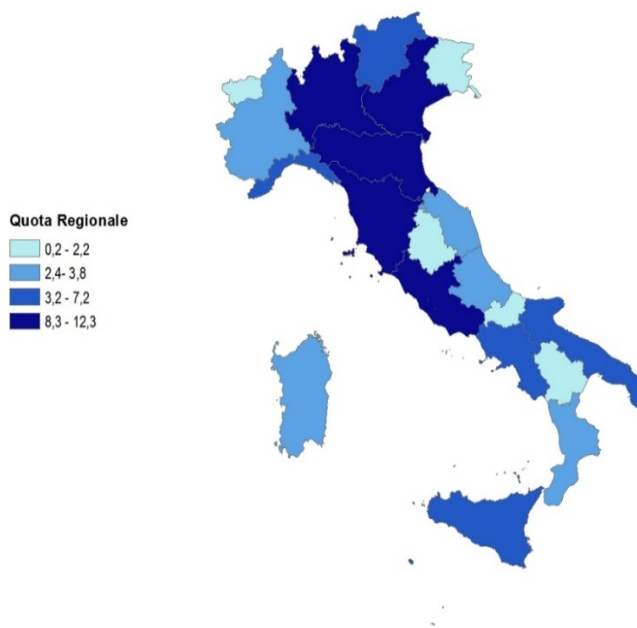 Quota Regionale
0,2 - 2,2
2,4- 3,8
3,2 - 7,2
8,3 - 12,3